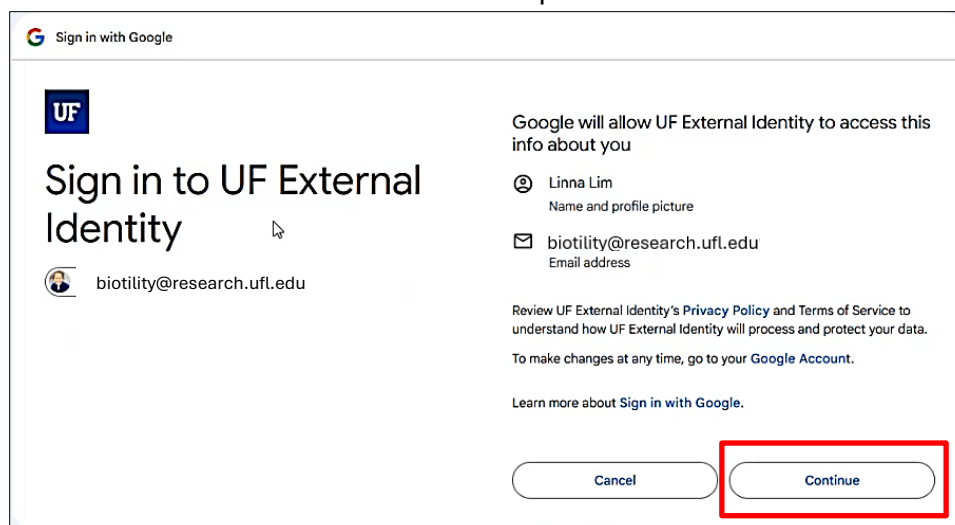 Sign in with Google
UF
Sign in to UF External
Identity
biotility@research.ufl.edu
Google will allow UF External Identity to access this
info about you
Linna Lim
Name and profile picture
biotility@research.ufl.edu
Email address
Review UF External Identity's Privacy Policy and Terms of Service to
understand how UF External Identity will process and protect your data.
To make changes at any time, go to your Google Account.
Learn more about Sign in with Google.
Cancel
Continue